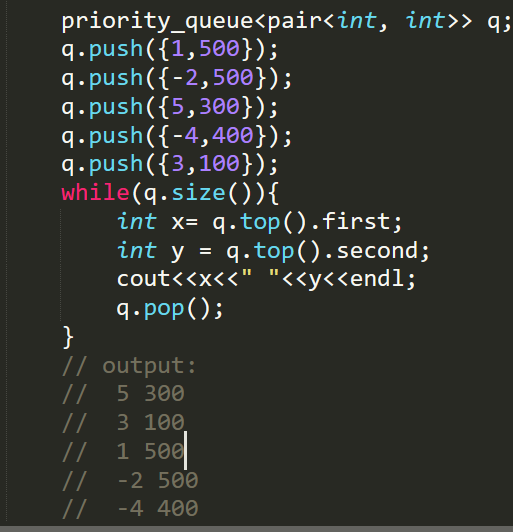 priority_queue<pair<int, int>> q;
q.push({1,500});
q.push({-2,500});
q.push({5,300});
q.push({-4,400});
q.push({3,100});
while(q.size()){
    int x= q.top().first;
    int y = q.top().second;
    cout<<x<<" "<<y<<endl;
    q.pop();
}
// output:
//  5 300
//  3 100
//  1 500
//  -2 500
//  -4 400